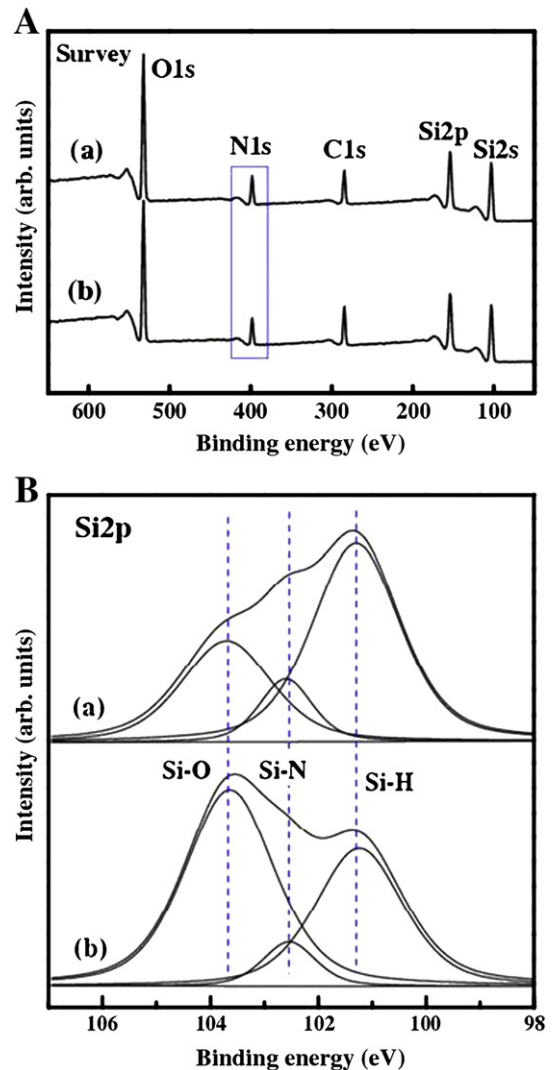 A
Survey
O1s
(a)
N1s
C1s
Si2p
Si2s
(b)
Intensity (arb. units)
600 500 400 300 200 100
Binding energy (eV)
B
Si2p
(a)
Si-O Si-N Si-H
(b)
Intensity (arb. units)
106 104 102 100 98
Binding energy (eV)